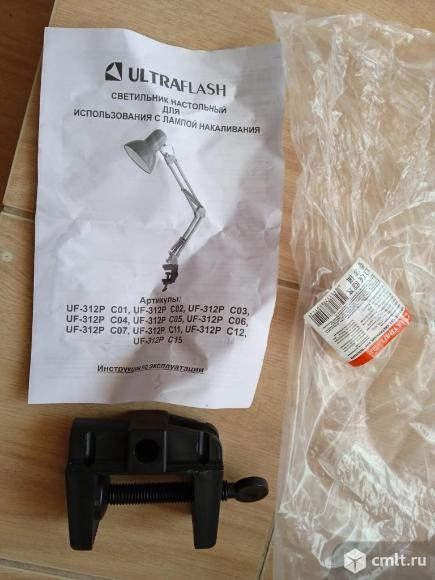 ULTRAFLASH
СВЕТИЛЬНИК НАСТОЛЬНЫЙ
ДЛЯ
ИСПОЛЬЗОВАНИЯ С ЛАМПОЙ НАКАЛИВАНИЯ
Артикулы:
UF-312P C01, UF-312P C02, UF-312P C03,
UF-312P C04, UF-312P C05, UF-312P C06,
UF-312P C07, UF-312P C11, UF-312P C12,
UF-312P C15
Инструкция эксплуатации
cmlt.ru